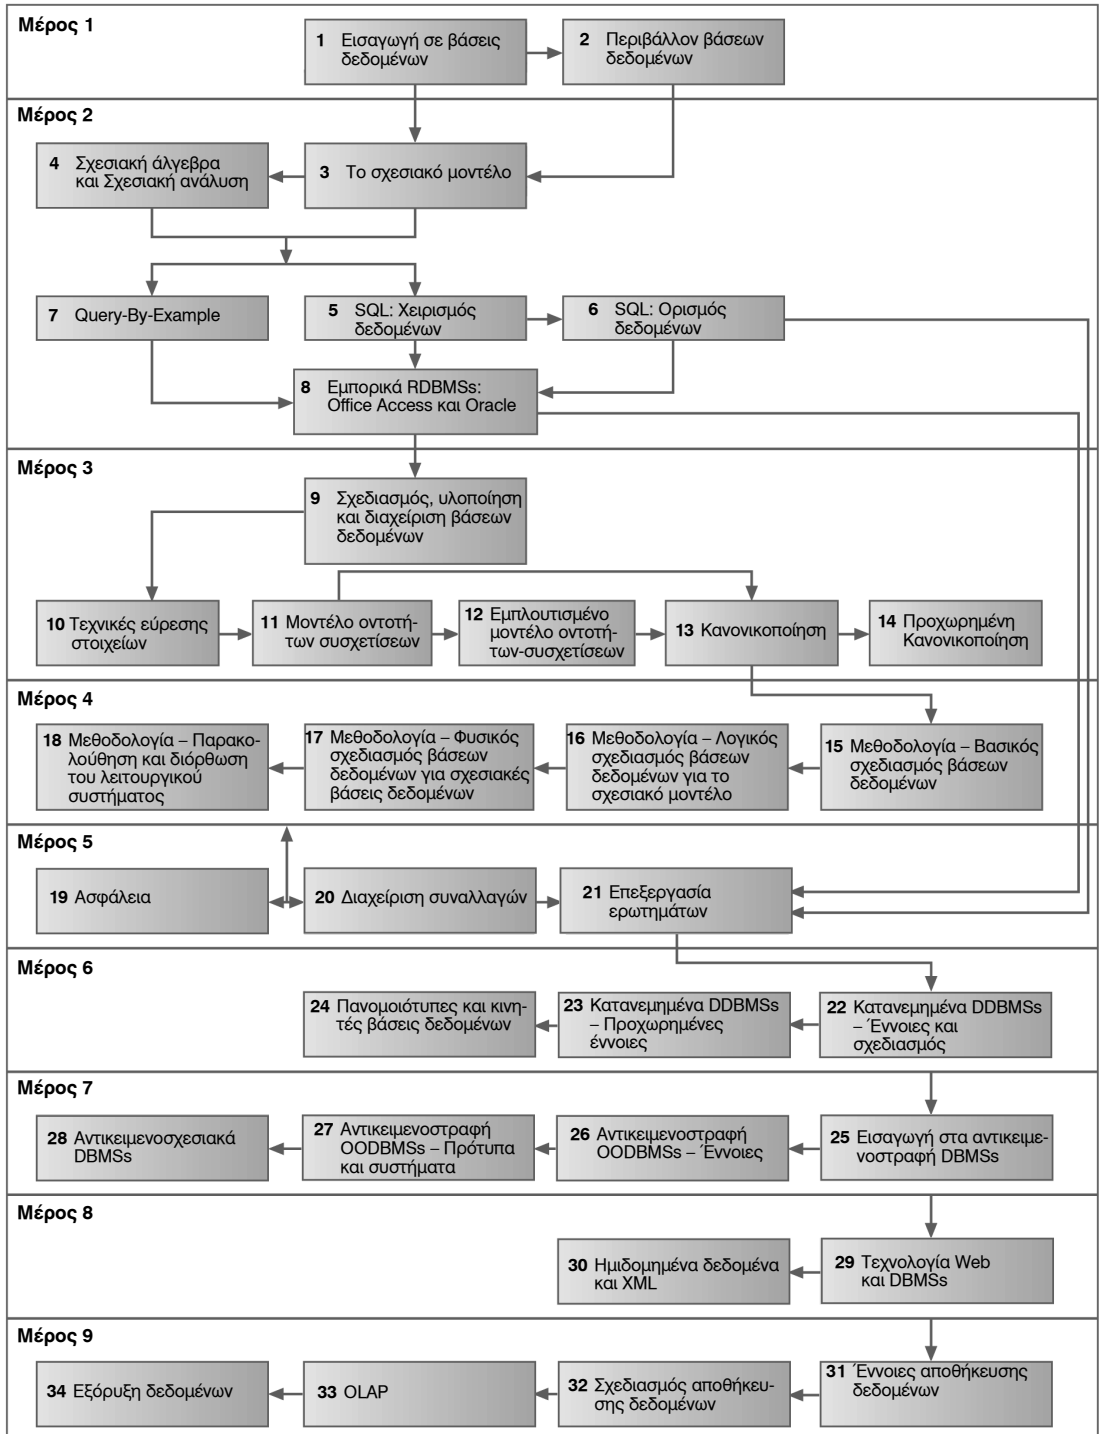 Μέρος 1
1 Εισαγωγή σε βάσεις
δεδομένων
2 Περιβάλλον βάσεων
δεδομένων
Μέρος 2
4 Σχεσιακή άλγεβρα
και Σχεσιακή ανάλυση
3 Το σχεσιακό μοντέλο
7 Query-By-Example
5 SQL: Χειρισμός
δεδομένων
6 SQL: Ορισμός
δεδομένων
8 Εμπορικά RDBMSs:
Office Access και Oracle
Μέρος 3
9 Σχεδιασμός, υλοποίηση
και διαχείριση βάσεων
δεδομένων
10 Τεχνικές εύρεσης
στοιχείων
11 Μοντέλο οντοτή-
των συσχετίσεων
12 Εμπλουτισμένο
μοντέλο οντοτή-
των-συσχετίσεων
13 Κανονικοποίηση
14 Προχωρημένη
Κανονικοποίηση
Μέρος 4
18 Μεθοδολογία – Παρακο-
λούθηση και διόρθωση
του λειτουργικού
συστήματος
17 Μεθοδολογία – Φυσικός
σχεδιασμός βάσεων
δεδομένων για σχεσιακές
βάσεις δεδομένων
16 Μεθοδολογία – Λογικός
σχεδιασμός βάσεων
δεδομένων για το
σχεσιακό μοντέλο
15 Μεθοδολογία – Βασικός
σχεδιασμός βάσεων
δεδομένων
Μέρος 5
19 Ασφάλεια
20 Διαχείριση συναλλαγών
21 Επεξεργασία
ερωτημάτων
Μέρος 6
24 Πανομοιότυπες και κινη-
τές βάσεις δεδομένων
23 Κατανεμημένα DDBMSs
– Προχωρημένες
έννοιες
22 Κατανεμημένα DDBMSs
– Έννοιες και
σχεδιασμός
Μέρος 7
28 Αντικειμενοσχεσιακά
DBMSs
27 Αντικειμενοστραφή
OODBMSs – Πρότυπα
και συστήματα
26 Αντικειμενοστραφή
OODBMSs – Έννοιες
25 Εισαγωγή στα αντικειμε-
νοστραφή DBMSs
Μέρος 8
30 Ημιδομημένα δεδομένα
και XML
29 Τεχνολογία Web
και DBMSs
Μέρος 9
34 Εξόρυξη δεδομένων
33 OLAP
32 Σχεδιασμός αποθήκευ-
σης δεδομένων
31 Έννοιες αποθήκευσης
δεδομένων